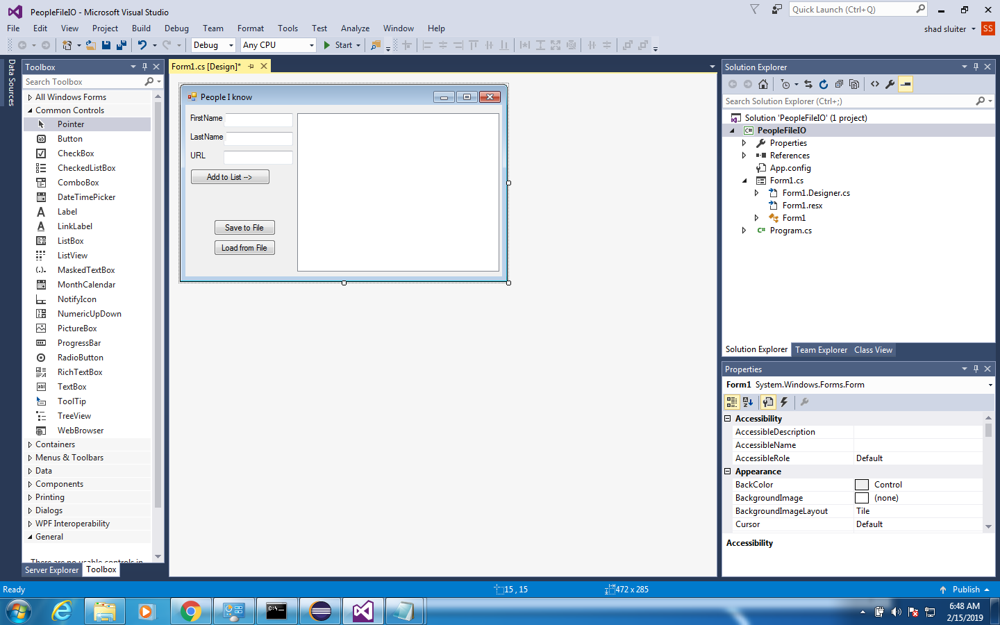 PeopleFileIO - Microsoft Visual Studio
Quick Launch (Ctrl+Q)
File Edit View Project Build Debug Team Format Tools Test Analyze Window Help
shad sluiter SS
Debug Any CPU Start
Data Sources
Toolbox
Search Toolbox
All Windows Forms
Common Controls
Pointer
Button
CheckBox
CheckedListBox
ComboBox
DateTimePicker
Label
LinkLabel
ListBox
ListView
MaskedTextBox
MonthCalendar
NotifyIcon
NumericUpDown
PictureBox
ProgressBar
RadioButton
RichTextBox
TextBox
ToolTip
TreeView
WebBrowser
Containers
Menus & Toolbars
Data
Components
Printing
Dialogs
WPF Interoperability
General
There are no usable controls in
Server Explorer Toolbox
Form1.cs [Design]*
People I know
FirstName
LastName
URL
Add to List -->
Save to File
Load from File
Solution Explorer
Search Solution Explorer (Ctrl+;)
Solution 'PeopleFileIO' (1 project)
PeopleFileIO
Properties
References
App.config
Form1.cs
Form1.Designer.cs
Form1.resx
Form1
Program.cs
Solution Explorer Team Explorer Class View
Properties
Form1 System.Windows.Forms.Form
Accessibility
AccessibleDescription
AccessibleName
AccessibleRole Default
Appearance
BackColor Control
BackgroundImage (none)
BackgroundImageLayout Tile
Cursor Default
Accessibility
Ready 15 , 15 472 x 285 Publish
6:48 AM
2/15/2019